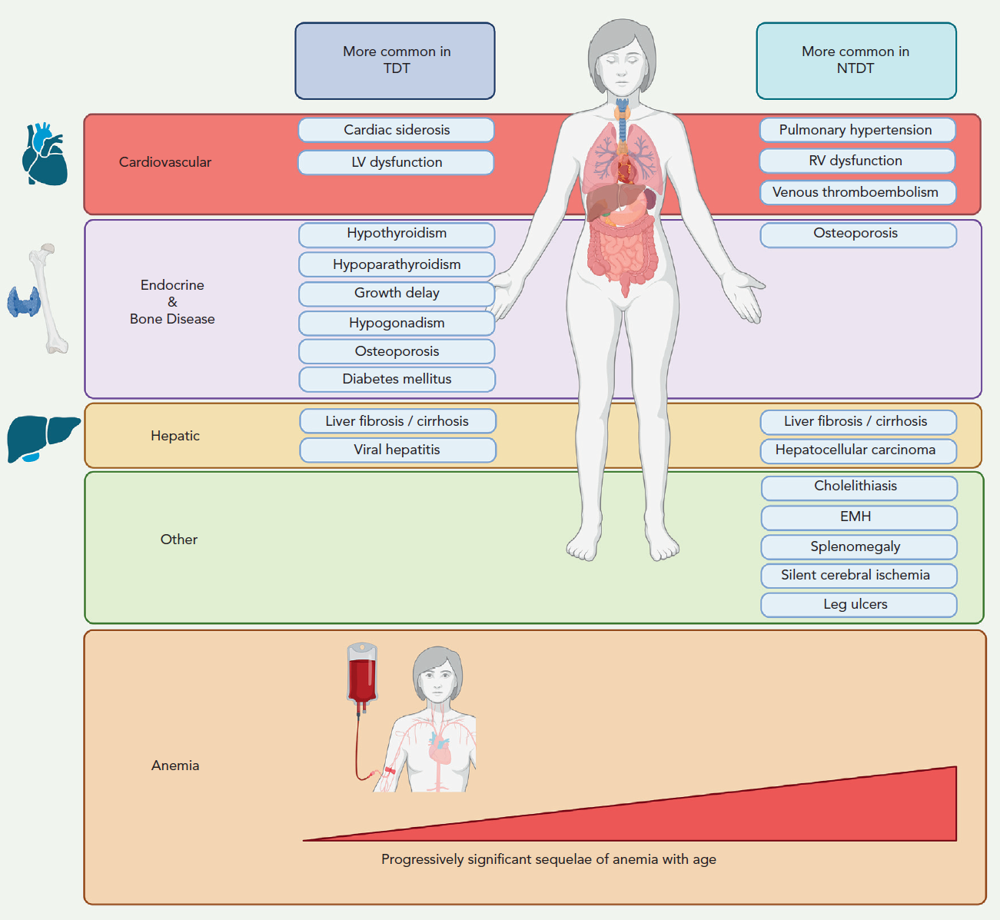 More common in
TDT
More common in
NTDT
Cardiovascular
Cardiac siderosis
LV dysfunction
Pulmonary hypertension
RV dysfunction
Venous thromboembolism
Endocrine
&
Bone Disease
Hypothyroidism
Hypoparathyroidism
Growth delay
Hypogonadism
Osteoporosis
Diabetes mellitus
Osteoporosis
Hepatic
Liver fibrosis / cirrhosis
Viral hepatitis
Liver fibrosis / cirrhosis
Hepatocellular carcinoma
Other
Cholelithiasis
EMH
Splenomegaly
Silent cerebral ischemia
Leg ulcers
Anemia
Progressively significant sequelae of anemia with age